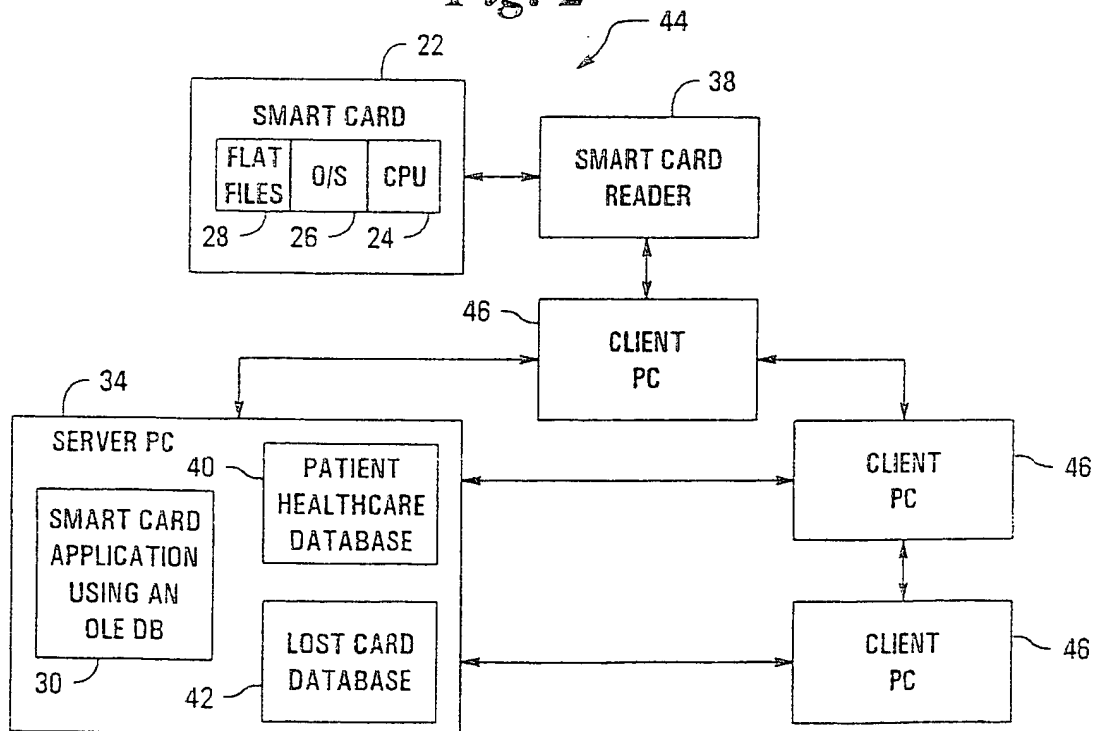 44
22
38
SMART CARD
FLAT
FILES
O/S
CPU
28
26
24
SMART CARD
READER
46
CLIENT
PC
34
SERVER PC
40
PATIENT
HEALTHCARE
DATABASE
SMART CARD
APPLICATION
USING AN
OLE DB
30
42
LOST CARD
DATABASE
CLIENT
PC
46
CLIENT
PC
46